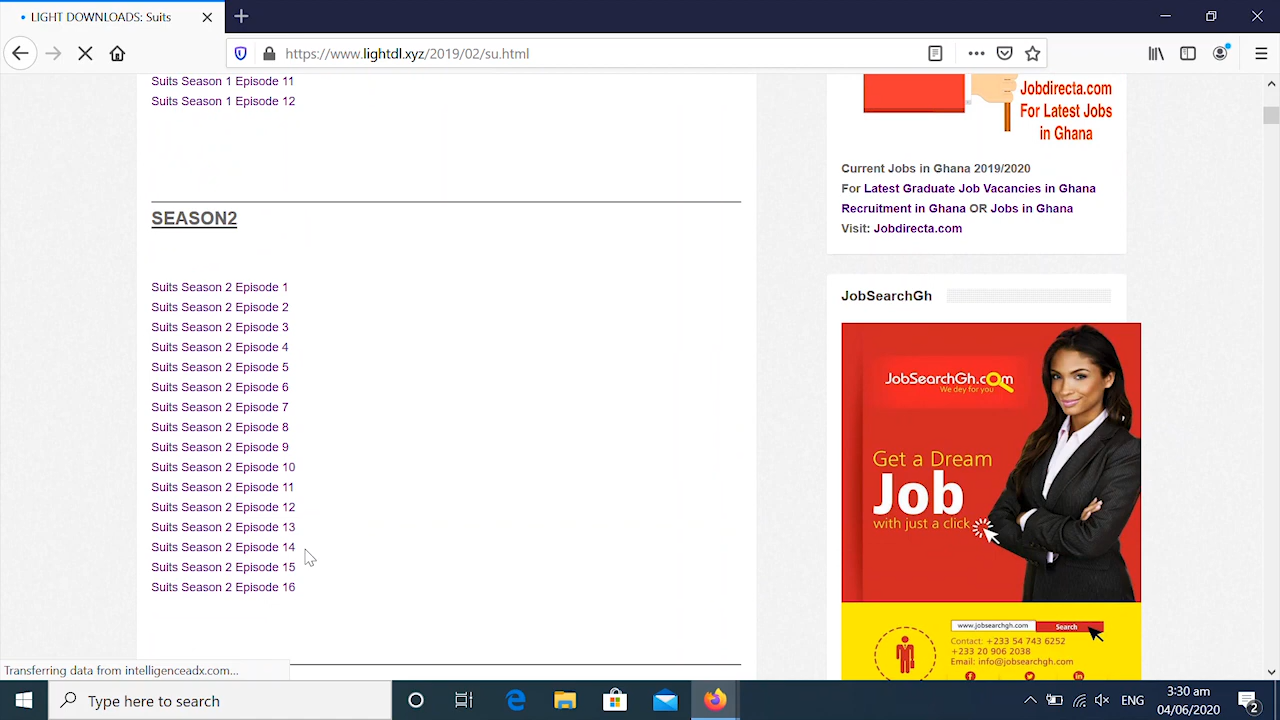 LIGHT DOWNLOADS: Suits
https://www.lightdl.xyz/2019/02/su.html
Suits Season 1 Episode 11
Suits Season 1 Episode 12
SEASON2
Suits Season 2 Episode 1
Suits Season 2 Episode 2
Suits Season 2 Episode 3
Suits Season 2 Episode 4
Suits Season 2 Episode 5
Suits Season 2 Episode 6
Suits Season 2 Episode 7
Suits Season 2 Episode 8
Suits Season 2 Episode 9
Suits Season 2 Episode 10
Suits Season 2 Episode 11
Suits Season 2 Episode 12
Suits Season 2 Episode 13
Suits Season 2 Episode 14
Suits Season 2 Episode 15
Suits Season 2 Episode 16
Jobdirecta.com
For Latest Jobs
in Ghana
Current Jobs in Ghana 2019/2020
For Latest Graduate Job Vacancies in Ghana
Recruitment in Ghana OR Jobs in Ghana
Visit: Jobdirecta.com
JobSearchGh
JobSearchGh.com
We dey for you
Get a Dream
Job
with just a click
www.jobsearchgh.com
Search
Contact: +233 54 743 6252
+233 20 906 2038
Email: info@jobsearchgh.com
Transferring data from intelligenceadx.com...
Type here to search
ENG
3:30 am
04/06/2020
2